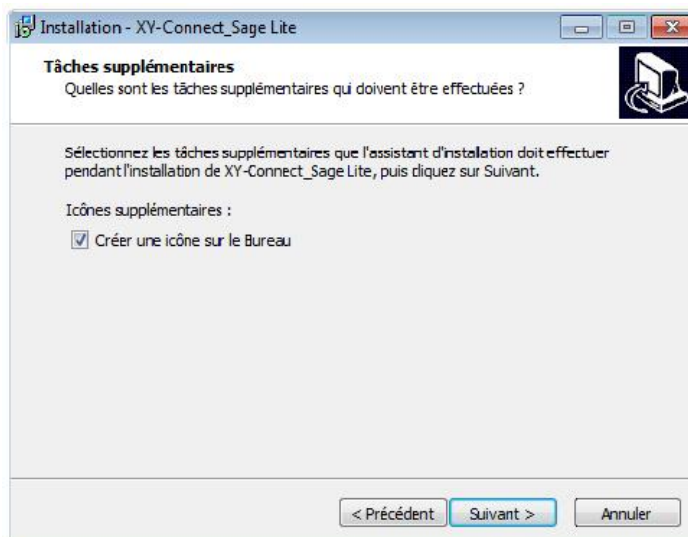 Installation - XY-Connect_Sage Lite
Tâches supplémentaires
Quelles sont les tâches supplémentaires qui doivent être effectuées ?
Sélectionnez les tâches supplémentaires que l'assistant d'installation doit effectuer
pendant l'installation de XY-Connect_Sage Lite, puis cliquez sur Suivant.
Icônes supplémentaires :
Créer une icône sur le Bureau
< Précédent Suivant > Annuler